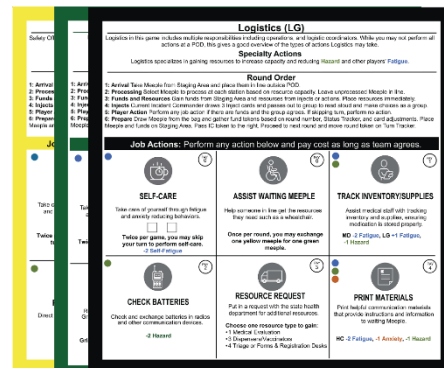 Logistics (LG)
Logistics in this game includes multiple responsibilities including operations, and logistic coordinators. While you may not perform all
actions at a POD, this gives a good overview of the types of actions Logistics may take.
Specialty Actions
Logistics specializes in gaining resources to increase capacity and reducing Hazard and other players' Fatigue.
Round Order
1: Arrival Take Meeple from Staging Area and place them in line outside POD.
2: Processing Select Meeple to process at each station based on resource capacity. Leave unprocessed Meeple in line.
3: Funds and Resources Gain funds from Staging Area and resources from injects or actions. Place resources immediately.
4: Injects Current Incident Commander draws 3 inject cards and passes out to group to read aloud and make choices as a group
5: Player Action Perform any job action if there are funds and the group agrees. If skipping turn, perform no action.
6: Prepare Draw Meeple from the bag and gather fund tokens based on round number, Status Tracker, and card adjustments. Place
Meeple and funds on Staging Area. Pass IC token to the right. Proceed to next round and move round token on Turn Tracker.
Job Actions: Perform any action below and pay cost as long as team agrees.
SELF-CARE
Take care of yourself through fatigue
and anxiety reducing behaviors.
Twice per game, you may skip
your turn to perform self-care.
-2 Self-Fatigue
ASSIST WAITING MEEPLE
Help someone in line get the resources
they need such as a wheelchair.
Once per round, you may exchange
one yellow meeple for one green
meeple.
TRACK INVENTORY/SUPPLIES
Assist medical staff with tracking
inventory and supplies, ensuring
medication is stored properly.
MD -2 Fatigue, LG +1 Fatigue,
-1 Hazard
CHECK BATTERIES
Check and exchange batteries in radios
and other communication devices.
-2 Hazard
RESOURCE REQUEST
Put in a request with the state health
department for additional resources.
Choose one resource type to gain:
•1 Medical Evaluation
•3 Dispensers/Vaccinators
•4 Triage or Forms & Registration Desks
PRINT MATERIALS
Print helpful communication materials
that provide instructions and information
to waiting Meeple.
HC -2 Fatigue, -1 Anxiety, -1 Hazard